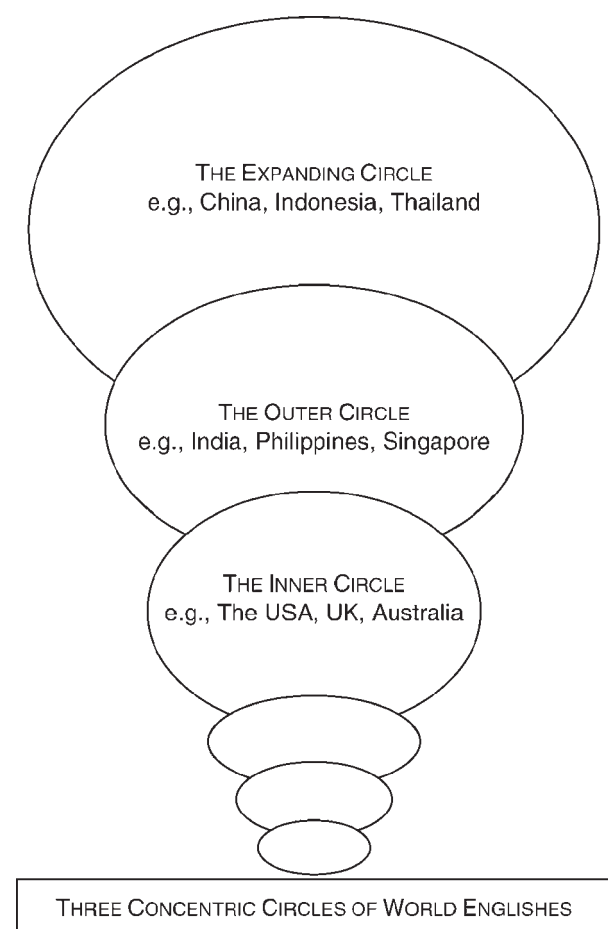 THE EXPANDING CIRCLE
e.g., China, Indonesia, Thailand
THE OUTER CIRCLE
e.g., India, Philippines, Singapore
THE INNER CIRCLE
e.g., The USA, UK, Australia
THREE CONCENTRIC CIRCLES OF WORLD ENGLISHES